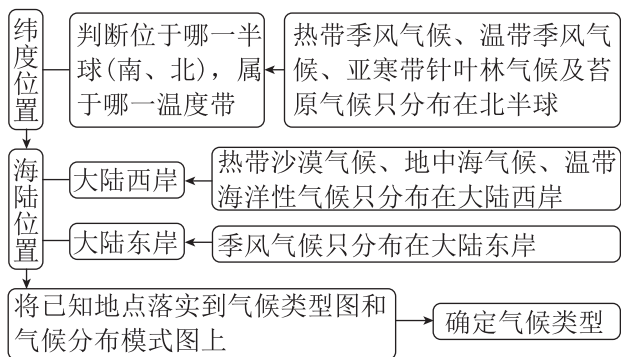 纬度位置
判断位于哪一半
球(南、北)，属
于哪一温度带
热带季风气候、温带季风气
候、亚寒带针叶林气候及苔
原气候只分布在北半球
海陆位置
大陆西岸
热带沙漠气候、地中海气候、温带
海洋性气候只分布在大陆西岸
大陆东岸
季风气候只分布在大陆东岸
将已知地点落实到气候类型图和
气候分布模式图上
确定气候类型